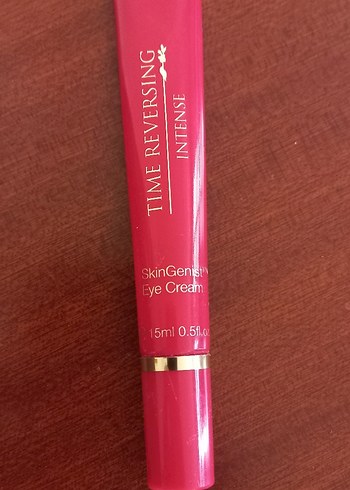 TIME REVERSING
INTENSE
SkinGenist
Eye Cream
15ml 0.5fl.